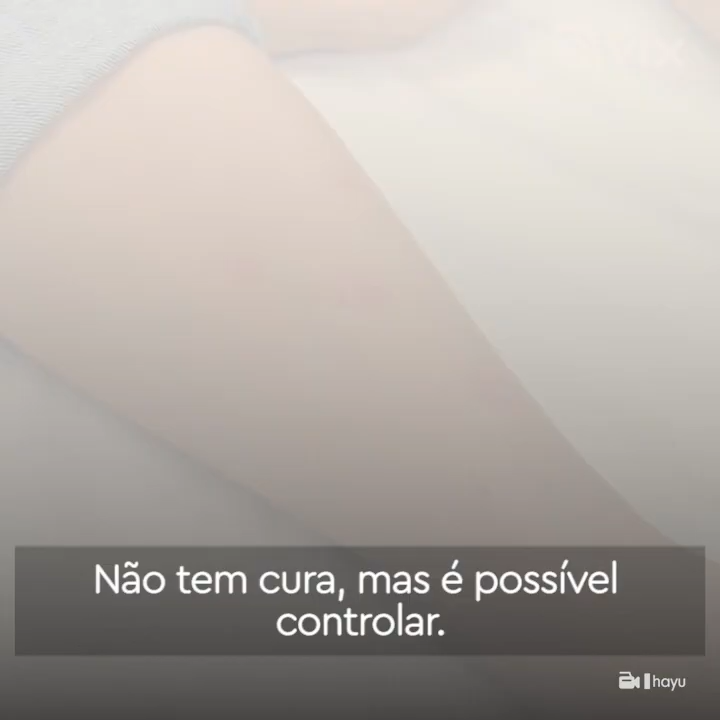 Não tem cura, mas é possível
controlar.
hayu